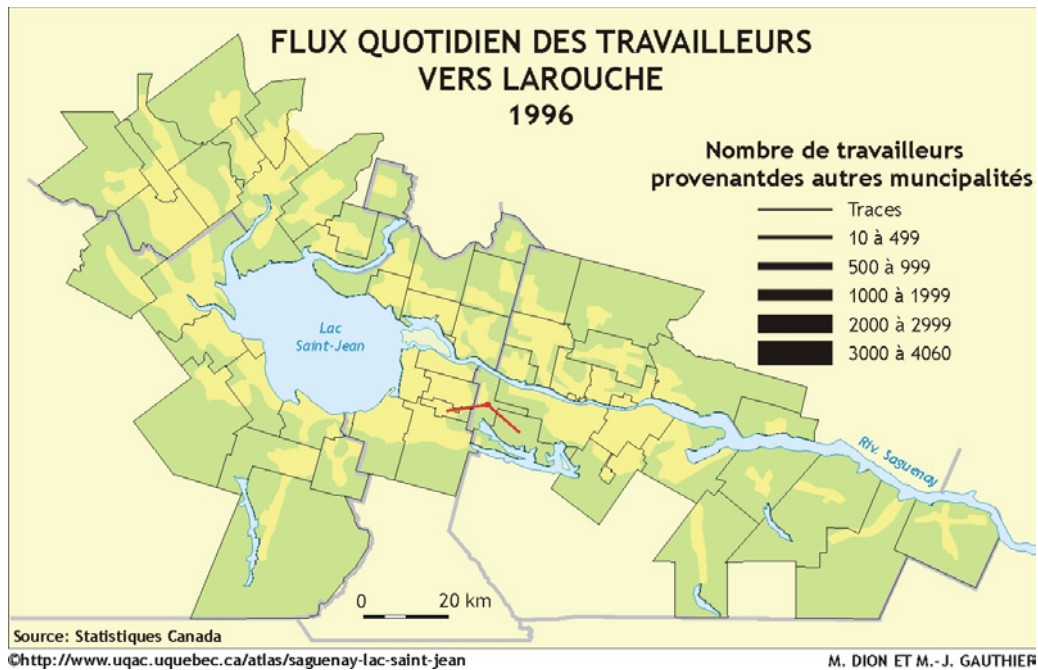 FLUX QUOTIDIEN DES TRAVAILLEURS
VERS LAROUCHE
1996
Nombre de travailleurs
provenantdes autres muncipalités
Traces
10 à 499
500 à 999
1000 à 1999
2000 à 2999
3000 à 4060
Lac
Saint-Jean
Riv. Saguenay
0 20 km
Source: Statistiques Canada
©http://www.uqac.uquebec.ca/atlas/saguenay-lac-saint-jean
M. DION ET M.-J. GAUTHIER